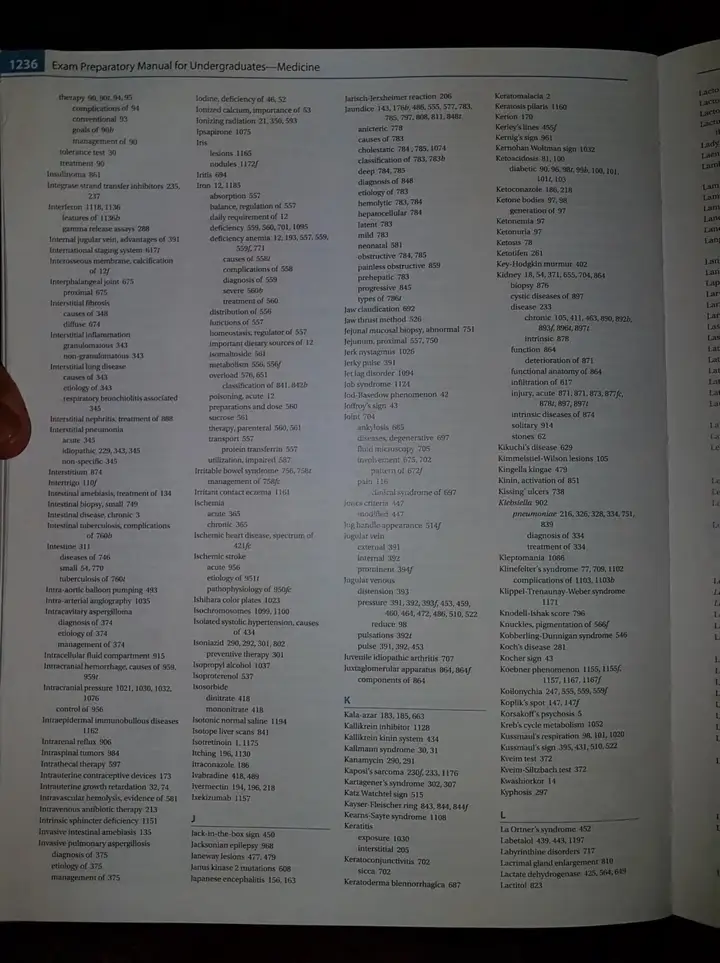 1236
Exam Preparatory Manual for Undergraduates—Medicine
therapy 90, 90t, 94, 95
complications of 94
conventional 93
goals of 90b
management of 90
tolerance test 30
treatment 90
Insulinoma 861
Integrase strand transfer inhibitors 235,
237
Interferon 1118, 1136
features of 1136b
gamma release assays 288
Internal jugular vein, advantages of 391
International staging system 617t
Interosseous membrane, calcification
of 12f
Interphalangeal joint 675
proximal 675
Interstitial fibrosis
causes of 348
diffuse 674
Interstitial inflammation
granulomatous 343
non-granulomatous 343
Interstitial lung disease
causes of 343
etiology of 343
respiratory bronchiolitis associated
345
Interstitial nephritis, treatment of 888
Interstitial pneumonia
acute 345
idiopathic 229, 343, 345
non-specific 345
Interstitium 874
Intertrigo 110f
Intestinal amebiasis, treatment of 134
Intestinal biopsy, small 749
Intestinal disease, chronic 3
Intestinal tuberculosis, complications
of 760b
Intestine 311
diseases of 746
small 54, 770
tuberculosis of 760t
Intra-aortic balloon pumping 493
Intra-arterial angiography 1035
Intracavitary aspergilloma
diagnosis of 374
etiology of 374
management of 374
Intracellular fluid compartment 915
Intracranial hemorrhage, causes of 959,
959t
Intracranial pressure 1021, 1030, 1032,
1076
control of 956
Intraepidermal immunobullous diseases
1162
Intrarenal reflux 906
Intraspinal tumors 984
Intrathecal therapy 597
Intrauterine contraceptive devices 173
Intrauterine growth retardation 32, 74
Intravascular hemolysis, evidence of 581
Intravenous antibiotic therapy 213
Intrinsic sphincter deficiency 1151
Invasive intestinal amebiasis 135
Invasive pulmonary aspergillosis
diagnosis of 375
etiology of 375
management of 375
Iodine, deficiency of 46, 52
Ionized calcium, importance of 53
Ionizing radiation 21, 350, 593
Ipsapirone 1075
Iris
lesions 1165
nodules 1172f
Iritis 694
Iron 12, 1185
absorption 557
balance, regulation of 557
daily requirement of 12
deficiency 559, 560, 701, 1095
deficiency anemia 12, 193, 557, 559,
559f, 771
causes of 558t
complications of 558
diagnosis of 559
severe 560b
treatment of 560
distribution of 556
functions of 557
homeostasis, regulator of 557
important dietary sources of 12
isomaltoside 561
metabolism 556, 556f
overload 576, 651
classification of 841, 842b
poisoning, acute 12
preparations and dose 560
sucrose 561
therapy, parenteral 560, 561
transport 557
protein transferrin 557
utilization, impaired 587
Irritable bowel syndrome 756, 758t
management of 758fc
Irritant contact eczema 1161
Ischemia
acute 365
chronic 365
Ischemic heart disease, spectrum of
421fc
Ischemic stroke
acute 956
etiology of 951t
pathophysiology of 950fc
Ishihara color plates 1023
Isochromosomes 1099, 1100
Isolated systolic hypertension, causes
of 434
Isoniazid 290, 292, 301, 802
preventive therapy 301
Isopropyl alcohol 1037
Isoproterenol 537
Isosorbide
dinitrate 418
mononitrate 418
Isotonic normal saline 1194
Isotope liver scans 841
Isotretinoin 1, 1175
Itching 196, 1130
Itraconazole 186
Ivabradine 418, 489
Ivermectin 194, 196, 218
Ixekizumab 1157
J
Jack-in-the-box sign 450
Jacksonian epilepsy 968
Janeway lesions 477, 479
Janus kinase 2 mutations 608
Japanese encephalitis 156, 163
Jarisch-Jerxheimer reaction 206
Jaundice 143, 176b, 486, 555, 577, 783,
785, 797, 808, 811, 848t
anicteric 778
causes of 783
cholestatic 784, 785, 1074
classification of 783, 783b
deep 784, 785
diagnosis of 848
etiology of 783
hemolytic 783, 784
hepatocellular 784
latent 783
mild 783
neonatal 581
obstructive 784, 785
painless obstructive 859
prehepatic 783
progressive 845
types of 786t
Jaw claudication 692
Jaw thrust method 526
Jejunal mucosal biopsy, abnormal 751
Jejunum, proximal 557, 750
Jerk nystagmus 1026
Jerky pulse 391
Jet lag disorder 1094
Job syndrome 1124
Jod-Basedow phenomenon 42
Joffroy's sign 43
Joint 704
ankylosis 665
diseases, degenerative 697
fluid microscopy 705
involvement 675, 702
pattern of 672f
pain 116
clinical syndrome of 697
Jones criteria 447
modified 447
Jug handle appearance 514f
Jugular vein
external 391
internal 392
prominent 394f
Jugular venous
distension 393
pressure 391, 392, 393f, 453, 459,
460, 464, 472, 486, 510, 522
reduce 98
pulsations 392t
pulse 391, 392, 453
Juvenile idiopathic arthritis 707
Juxtaglomerular apparatus 864, 864f
components of 864
K
Kala-azar 183, 185, 663
Kallikrein inhibitor 1128
Kallikrein kinin system 434
Kallmann syndrome 30, 31
Kanamycin 290, 291
Kaposi's sarcoma 230f, 233, 1176
Kartagener's syndrome 302, 307
Katz Wachtrel sign 515
Kayser-Fleischer ring 843, 844, 844f
Kearns-Sayre syndrome 1108
Keratitis
exposure 1030
interstitial 205
Keratoconjunctivitis 702
sicca 702
Keratoderma blennorrhagica 687
Keratomalacia 2
Keratosis pilaris 1160
Kerion 170
Kerley's lines 455f
Kernig's sign 961
Kernohan Woltman sign 1032
Ketoacidosis 81, 100
diabetic 90, 96, 98t, 99b, 100, 101,
101t, 103
Ketoconazole 186, 218
Ketone bodies 97, 98
generation of 97
Ketonemia 97
Ketonuria 97
Ketosis 78
Ketotifen 261
Key-Hodgkin murmur 402
Kidney 18, 54, 371, 655, 704, 864
biopsy 876
cystic diseases of 897
disease 233
chronic 105, 411, 463, 890, 892b,
893f, 896t, 897t
intrinsic 878
function 864
deterioration of 871
functional anatomy of 864
infiltration of 617
injury, acute 871, 871, 873, 877fc,
878t, 887, 897t
intrinsic diseases of 874
solitary 914
stones 62
Kikuchi's disease 629
Kimmelstiel-Wilson lesions 105
Kingella kingae 479
Kinin, activation of 851
Kissing' ulcers 738
Klebsiella 902
pneumoniae 216, 326, 328, 334, 751,
839
diagnosis of 334
treatment of 334
Kleptomania 1086
Klinefelter's syndrome 77, 709, 1102
complications of 1103, 1103b
Klippel-Trenaunay-Weber syndrome
1171
Knodell-Ishak score 796
Knuckles, pigmentation of 566f
Kobberling-Dunnigan syndrome 546
Koch's disease 281
Kocher sign 43
Koebner phenomenon 1155, 1155f,
1157, 1167, 1167f
Koilonychia 247, 555, 559, 559f
Koplik's spot 147, 147f
Korsakoff's psychosis 5
Kreb's cycle metabolism 1052
Kussmaul's respiration 98, 101, 1020
Kussmaul's sign 395, 431, 510, 522
Kveim test 372
Kveim-Siltzbach test 372
Kwashiorkor 14
Kyphosis 297
L
La Ortner's syndrome 452
Labetalol 439, 443, 1197
Labyrinthine disorders 717
Lacrimal gland enlargement 810
Lactate dehydrogenase 425, 564, 649
Lactitol 823